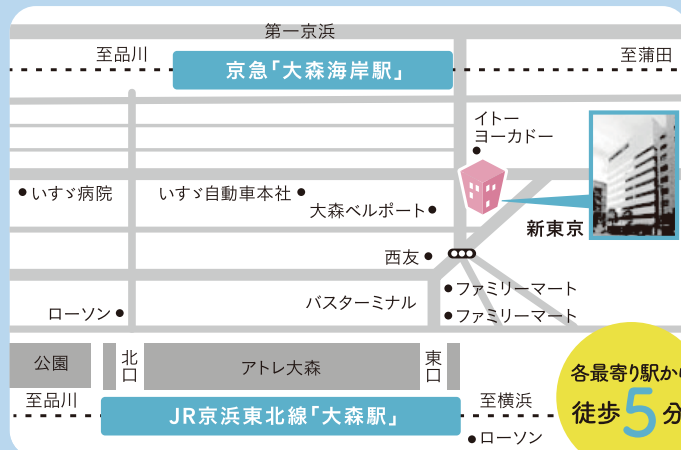 第一京浜
至品川
京急「大森海岸駅」
至蒲田
イトー
ヨーカドー
いすゞ病院
いすゞ自動車本社
大森ベルポート
新東京
西友
ファミリーマート
ファミリーマート
バスターミナル
ローソン
公園
北口
アトレ大森
東口
各最寄り駅から
徒歩5分
至品川
JR京浜東北線「大森駅」
至横浜
ローソン